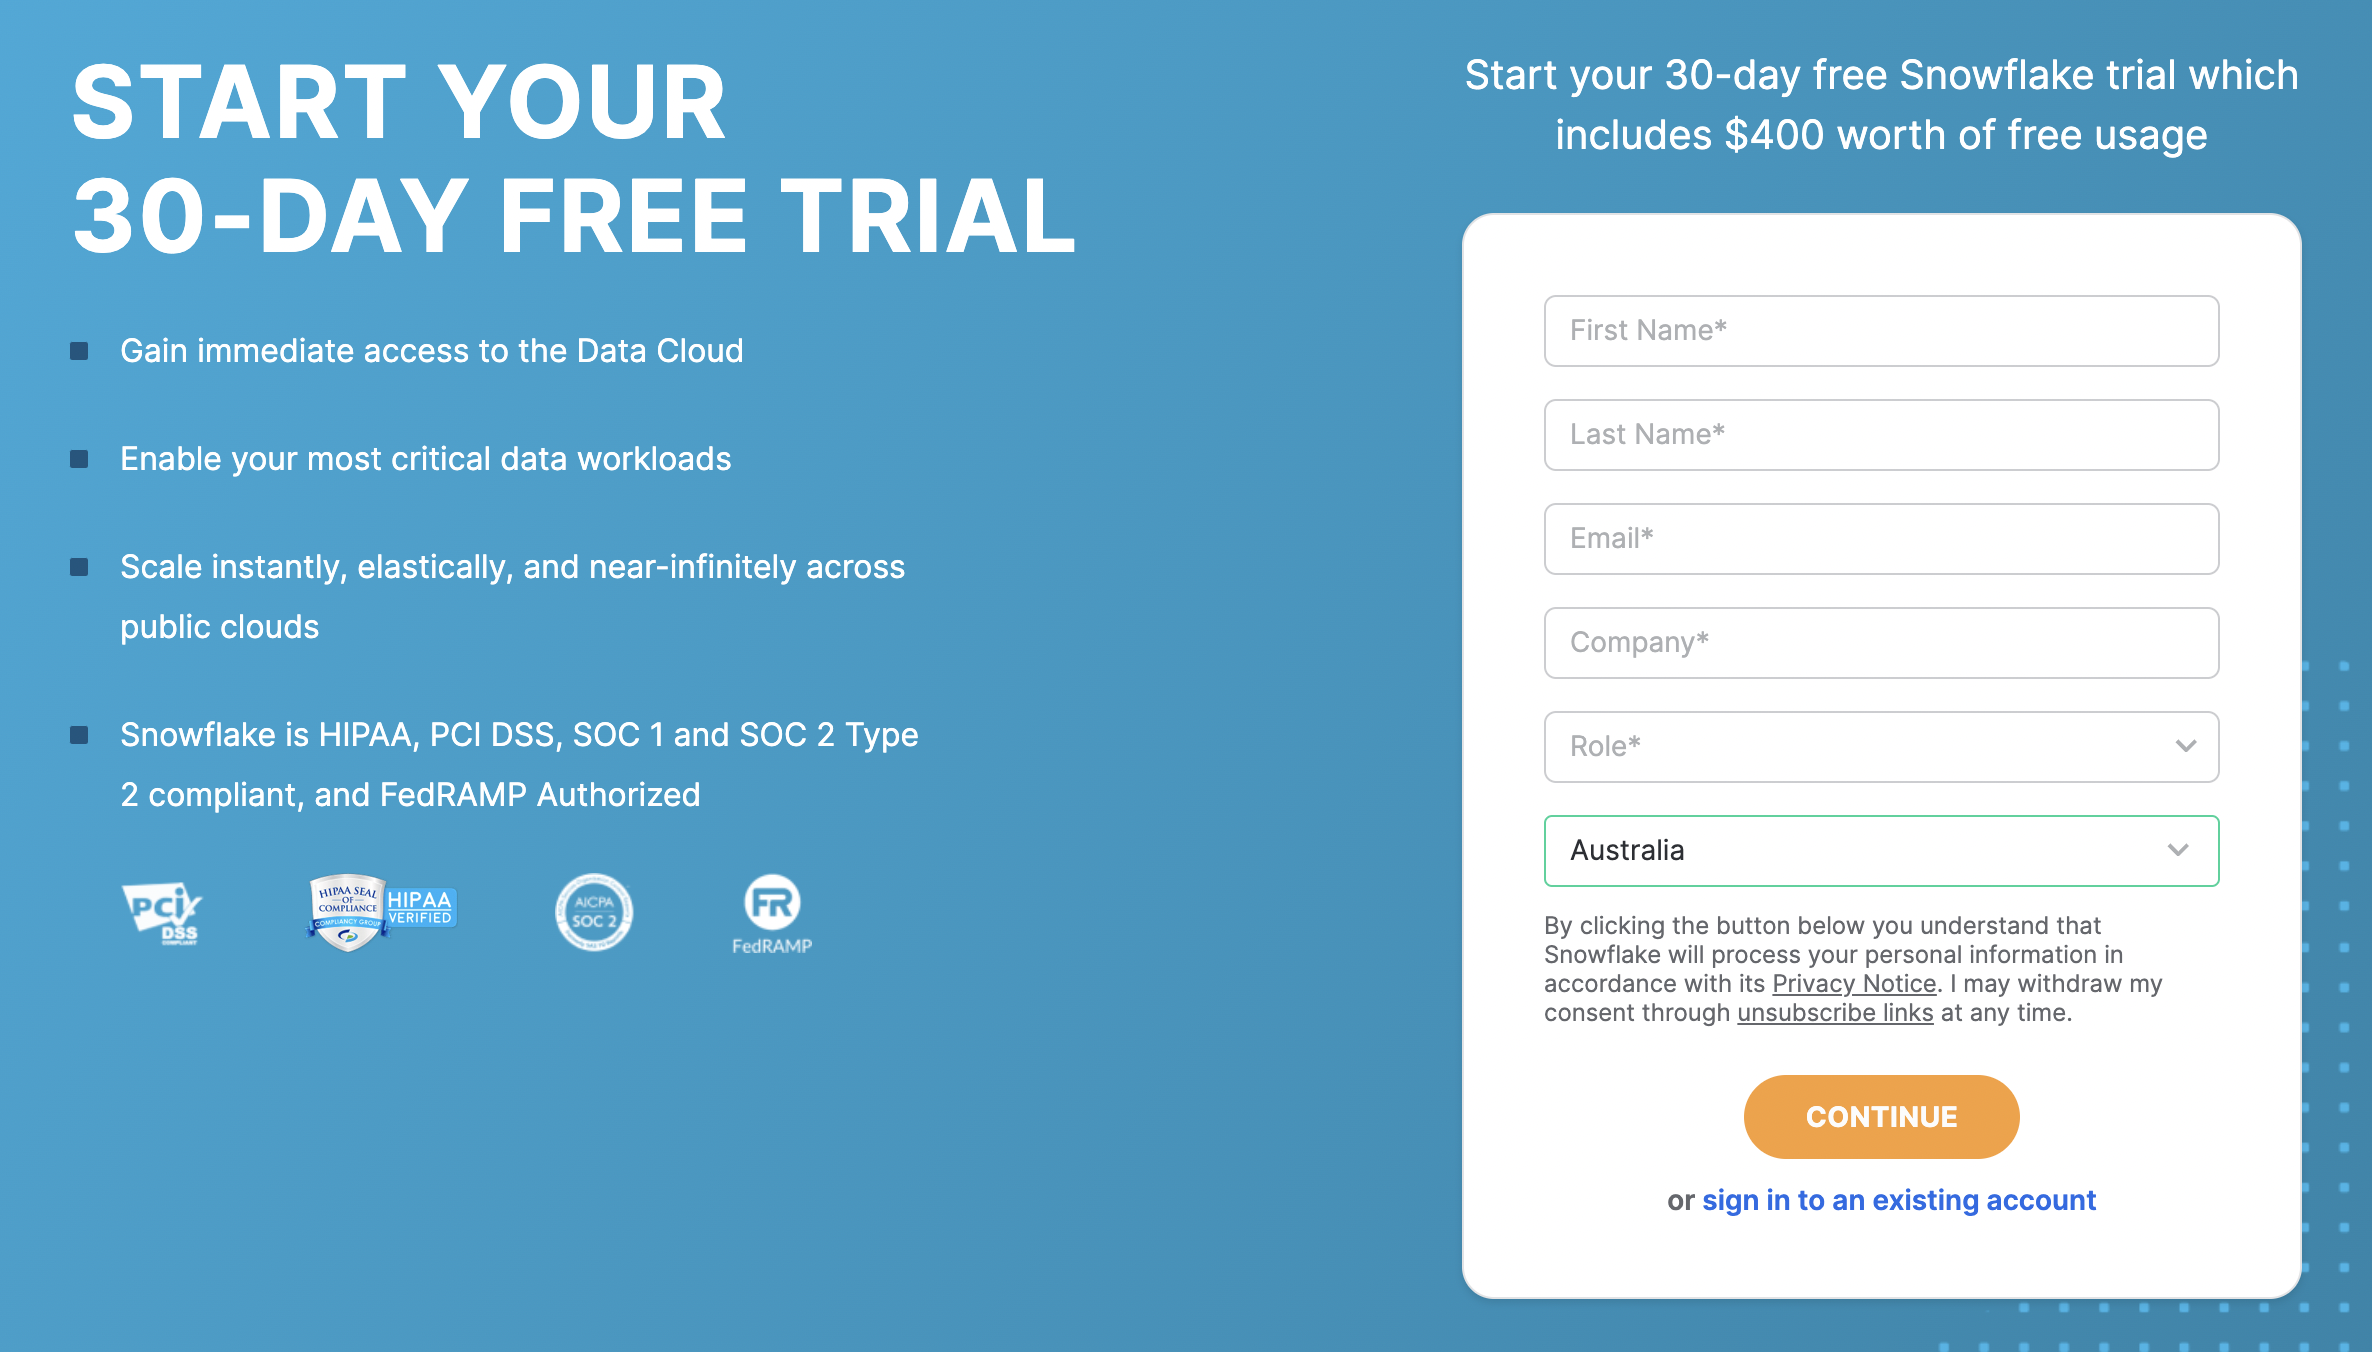 START YOUR
30-DAY FREE TRIAL
Gain immediate access to the Data Cloud
Enable your most critical data workloads
Scale instantly, elastically, and near-infinitely across
public clouds
Snowflake is HIPAA, PCI DSS, SOC 1 and SOC 2 Type
2 compliant, and FedRAMP Authorized
PCi
DSS
COMPLIANT
HIPAA SEAL
OF
COMPLIANCE
COMPLIANCY GROUP
HIPAA
VERIFIED
AICPA
SOC 2
FR
FedRAMP
Start your 30-day free Snowflake trial which
includes $400 worth of free usage
First Name*
Last Name*
Email*
Company*
Role*
Australia
By clicking the button below you understand that
Snowflake will process your personal information in
accordance with its Privacy Notice. I may withdraw my
consent through unsubscribe links at any time.
CONTINUE
or sign in to an existing account